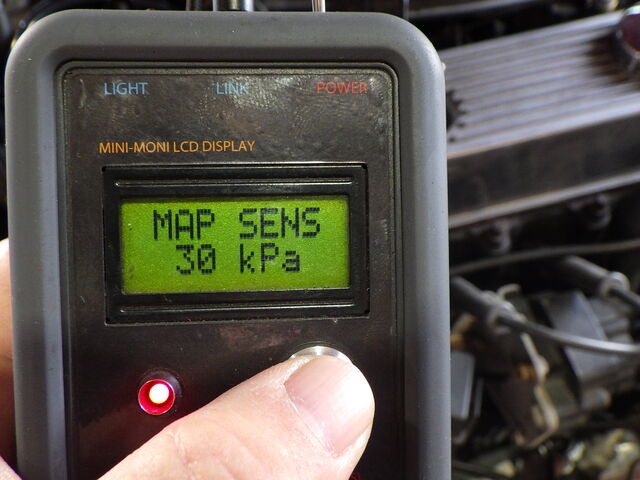 LIGHT LINK POWER
MINI-MONI LCD DISPLAY
MAP SENS
30 kPa